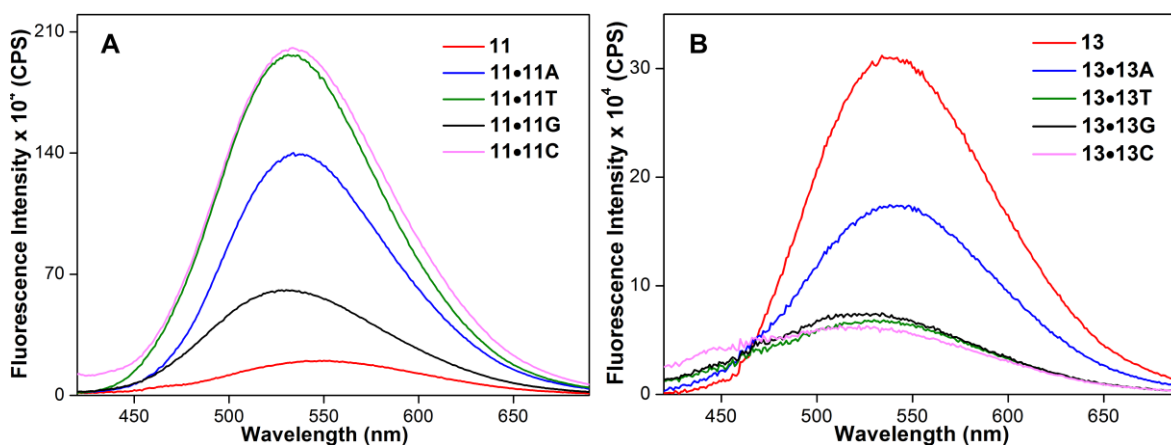 A
Fluorescence Intensity x 10⁴ (CPS)
210
140
70
0
450
500
550
600
650
Wavelength (nm)
11
11•11A
11•11T
11•11G
11•11C
B
Fluorescence Intensity x 10⁴ (CPS)
30
20
10
0
450
500
550
600
650
Wavelength (nm)
13
13•13A
13•13T
13•13G
13•13C